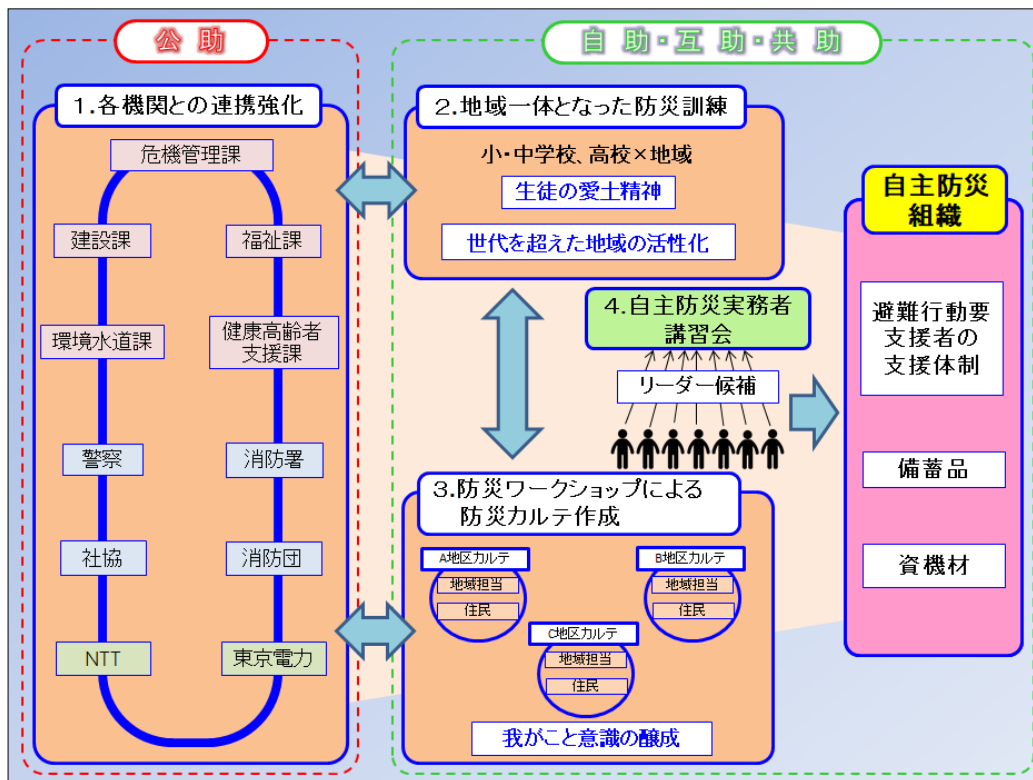 公助
自助・互助・共助
1.各機関との連携強化
危機管理課
建設課
福祉課
環境水道課
健康高齢者
支援課
警察
消防署
社協
消防団
NTT
東京電力
2.地域一体となった防災訓練
小・中学校、高校×地域
生徒の愛土精神
世代を超えた地域の活性化
4.自主防災実務者
講習会
リーダー候補
3.防災ワークショップによる
防災カルテ作成
A地区カルテ
地域担当
住民
B地区カルテ
地域担当
住民
C地区カルテ
地域担当
住民
我がこと意識の醸成
自主防災
組織
避難行動要
支援者の
支援体制
備蓄品
資機材